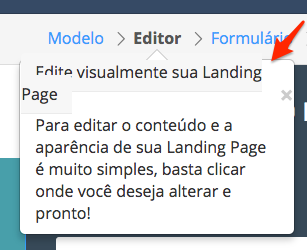 Modelo > Editor > Formulário
Edite visualmente sua Landing
Page
×
Para editar o conteúdo e a
aparência de sua Landing Page
é muito simples, basta clicar
onde você deseja alterar e
pronto!